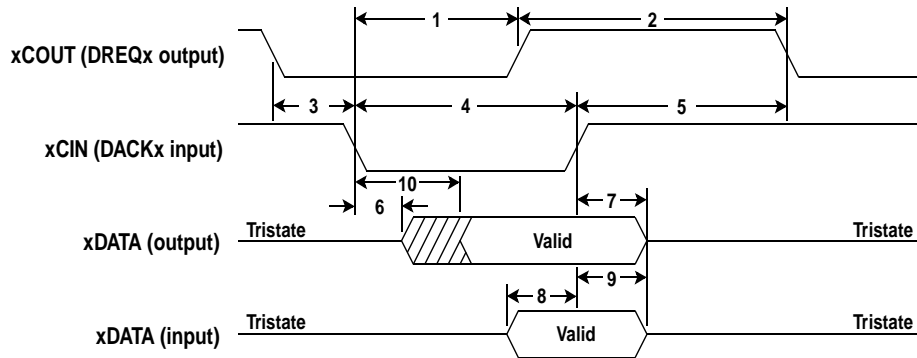 1 2
xCOUT (DREQx output)
3 4 5
xCIN (DACKx input)
10
6 7
xDATA (output) Tristate Valid Tristate
8 9
xDATA (input) Tristate Valid Tristate